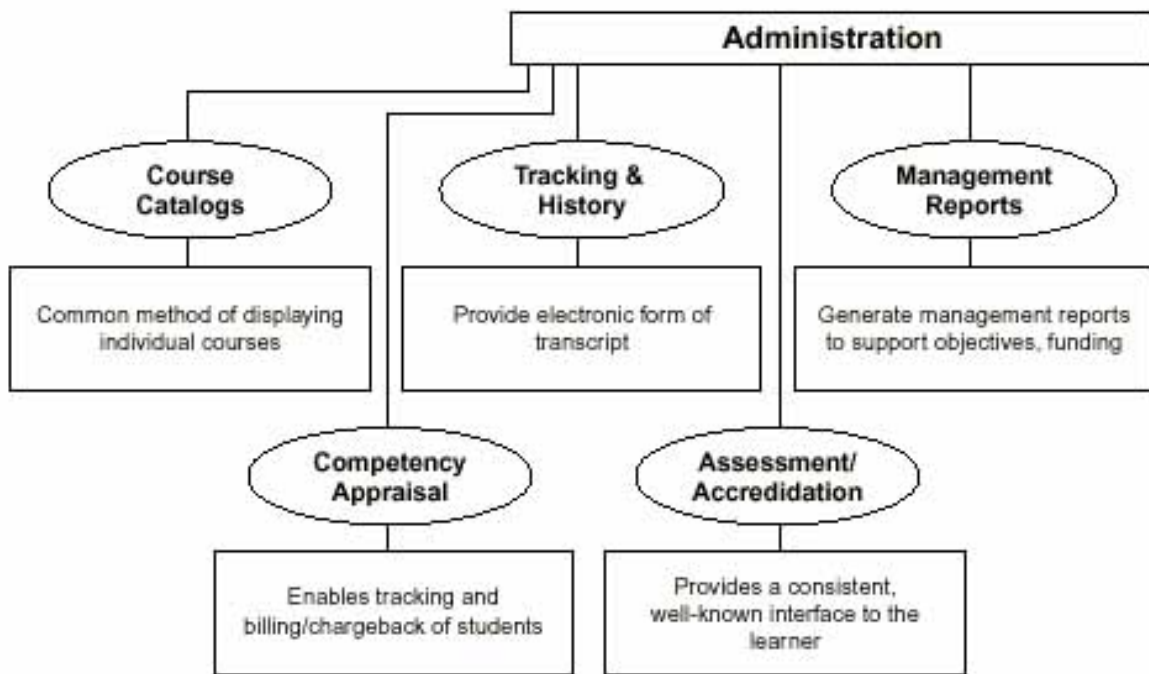 Administration
Course
Catalogs
Tracking &
History
Management
Reports
Common method of displaying
individual courses
Provide electronic form of
transcript
Generate management reports
to support objectives, funding
Competency
Appraisal
Assessment/
Accredidation
Enables tracking and
billing/chargeback of students
Provides a consistent,
well-known interface to the
learner